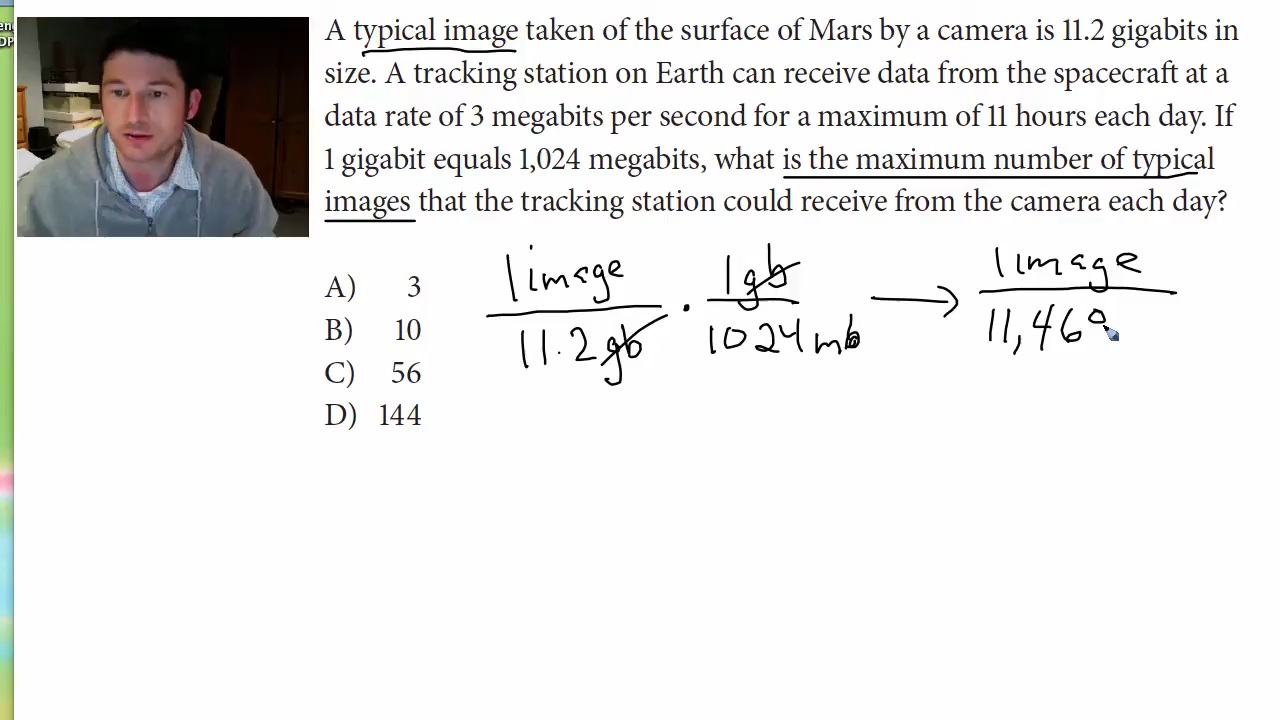 A typical image taken of the surface of Mars by a camera is 11.2 gigabits in
size. A tracking station on Earth can receive data from the spacecraft at a
data rate of 3 megabits per second for a maximum of 11 hours each day. If
1 gigabit equals 1,024 megabits, what is the maximum number of typical
images that the tracking station could receive from the camera each day?
A) 3
B) 10
C) 56
D) 144
1 image
11.2 gb
·
1 gb
1024 mb
→
1 image
11,468